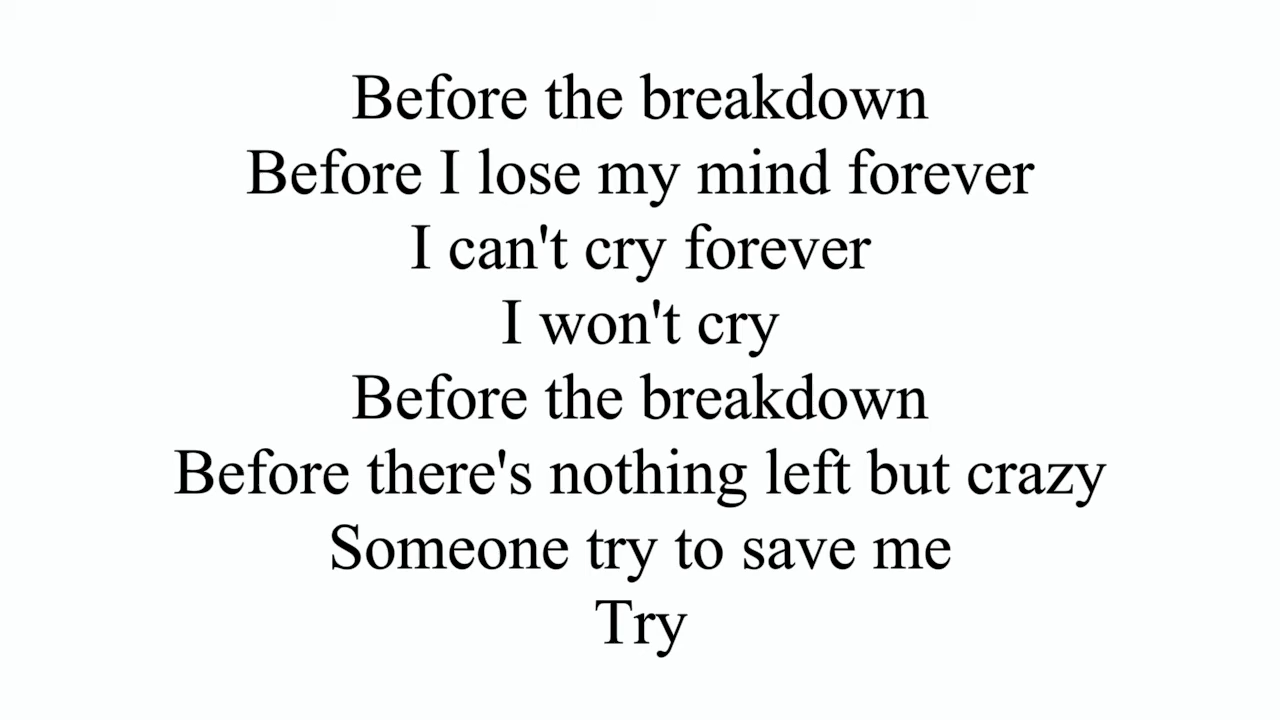 Before the breakdown
Before I lose my mind forever
I can't cry forever
I won't cry
Before the breakdown
Before there's nothing left but crazy
Someone try to save me
Try